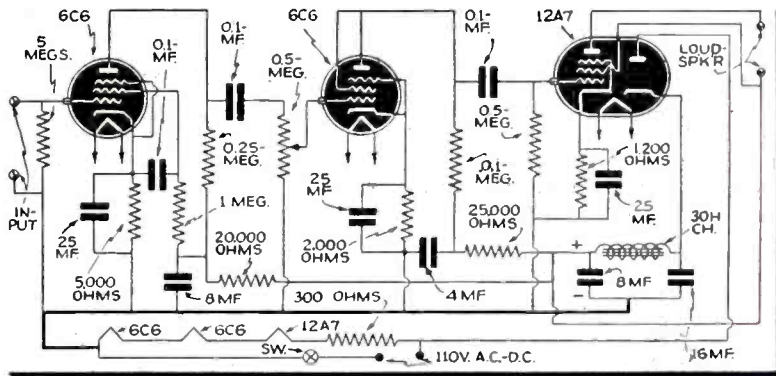 6C6
5
MEGS.
0.1-
MF.
0.1-
MF.
0.5-
MEG.
6C6
0.1-
MF.
12A7
LOUD-
SPKR
0.25-
MEG.
0.5-
MEG.
1,200
OHMS
IN-
PUT
25
MF.
1 MEG.
25
MF.
0.1-
MEG.
25
MF.
30H
CH.
5,000
OHMS
20,000
OHMS
2,000
OHMS
25,000
OHMS
+
8 MF
4 MF
8 MF
-
300 OHMS
6C6
6C6
12A7
SW.
110V. A.C.-D.C.
16 MF.